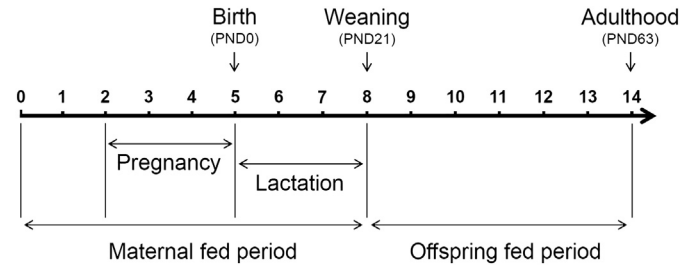 Birth Weaning Adulthood
(PND0) (PND21) (PND63)
0 1 2 3 4 5 6 7 8 9 10 11 12 13 14
Pregnancy
Lactation
Maternal fed period Offspring fed period